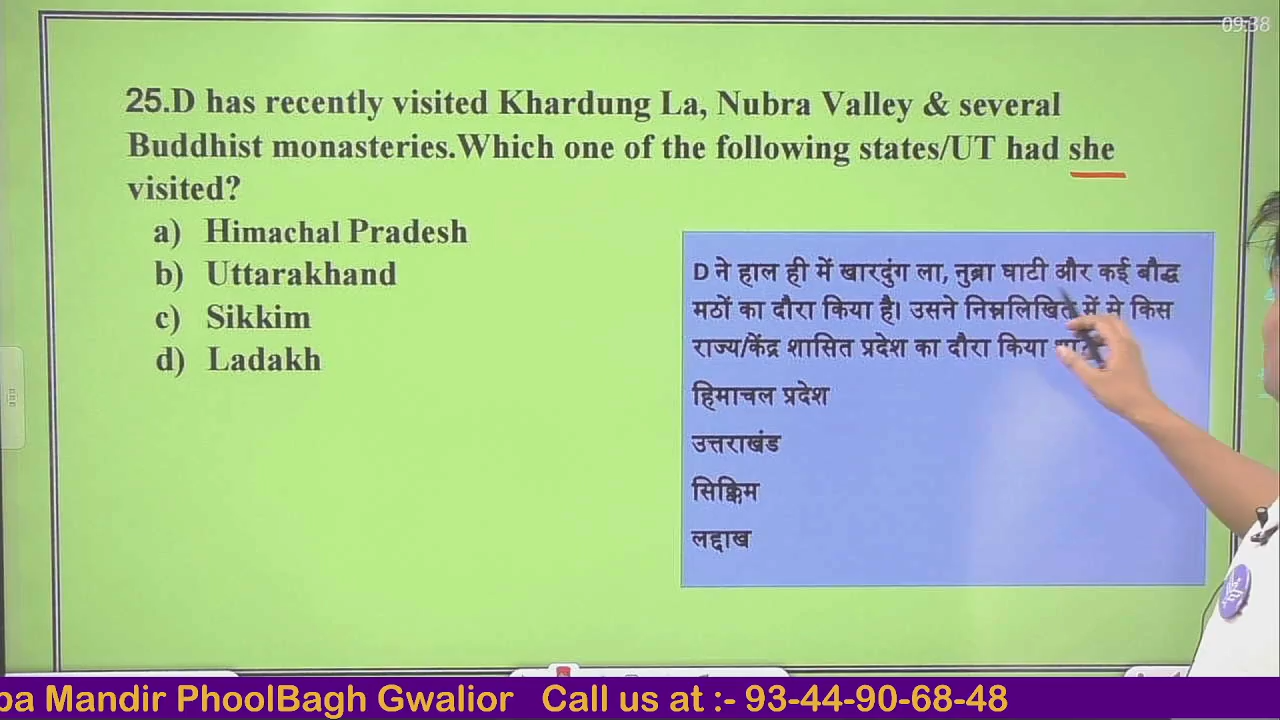 09:38
25.D has recently visited Khardung La, Nubra Valley & several
Buddhist monasteries.Which one of the following states/UT had she
visited?
a) Himachal Pradesh
b) Uttarakhand
c) Sikkim
d) Ladakh
D ने हाल ही में खारदुंग ला, नुब्रा घाटी और कई बौद्ध
मठों का दौरा किया है। उसने निम्नलिखित में मे किस
राज्य/केंद्र शासित प्रदेश का दौरा किया
हिमाचल प्रदेश
उत्तराखंड
सिक्किम
लद्दाख
pa Mandir PhoolBagh Gwalior Call us at :- 93-44-90-68-48